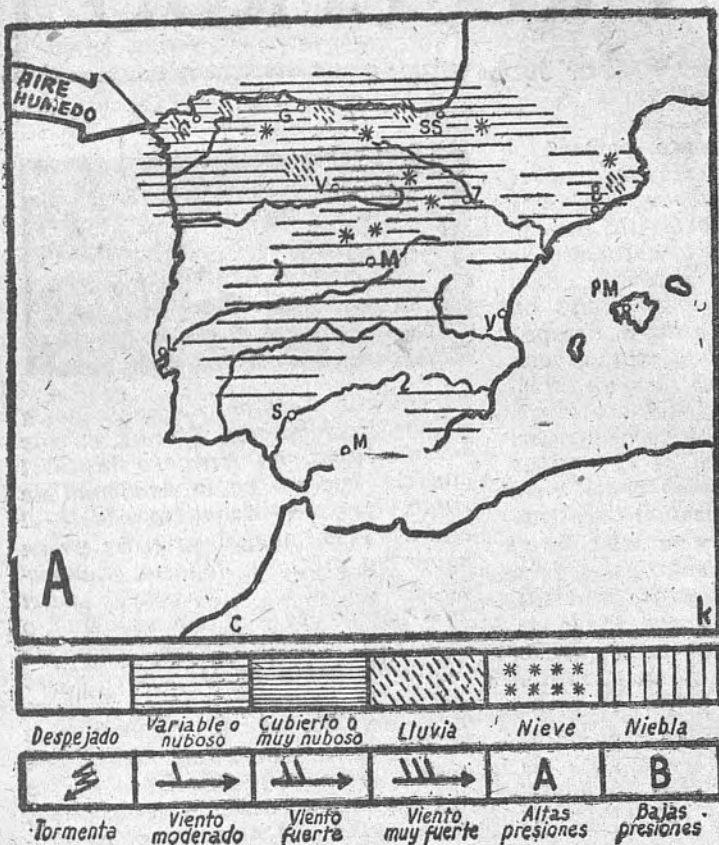 AIRE
HUMEDO
C
G
SS
V
Z
B
M
PM
V
L
S
M
A
C
k
Despejado
Variable o nuboso
Cubierto o muy nuboso
Lluvia
Nieve
Niebla
A
B
Tormenta
Viento moderado
Viento fuerte
Viento muy fuerte
Altas presiones
Bajas presiones